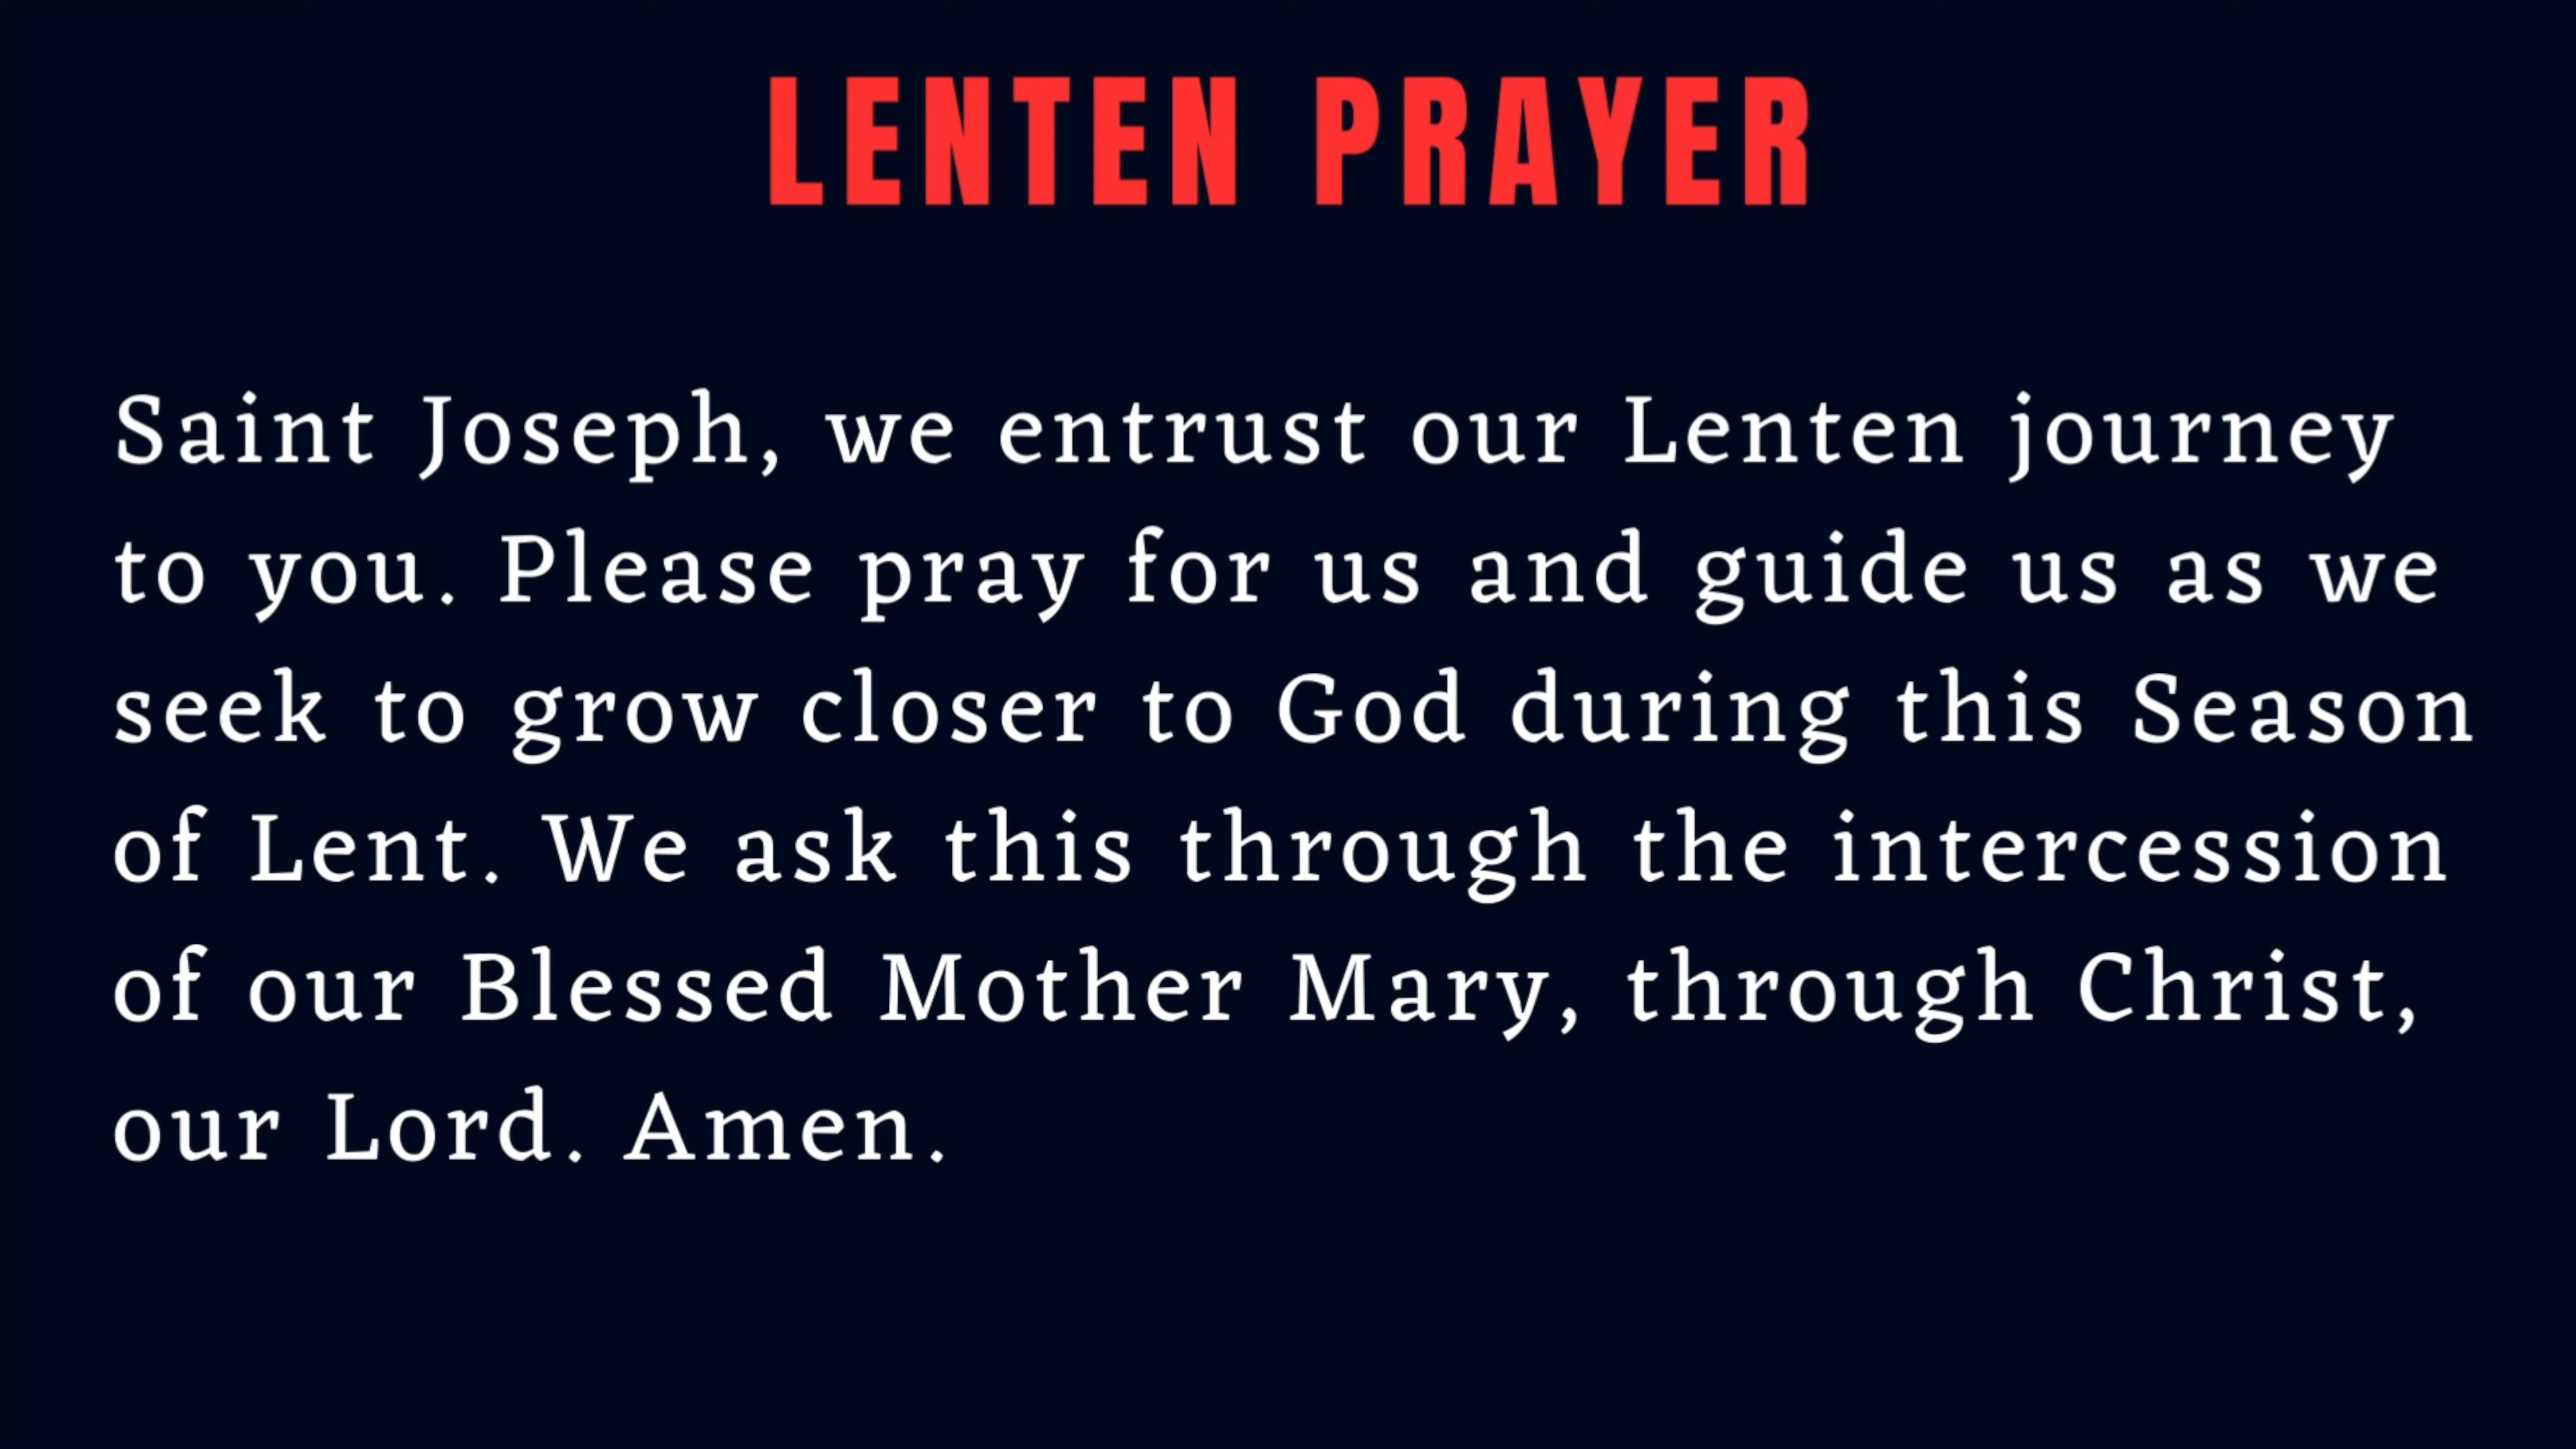 LENTEN PRAYER
Saint Joseph, we entrust our Lenten journey
to you. Please pray for us and guide us as we
seek to grow closer to God during this Season
of Lent. We ask this through the intercession
of our Blessed Mother Mary, through Christ,
our Lord. Amen.